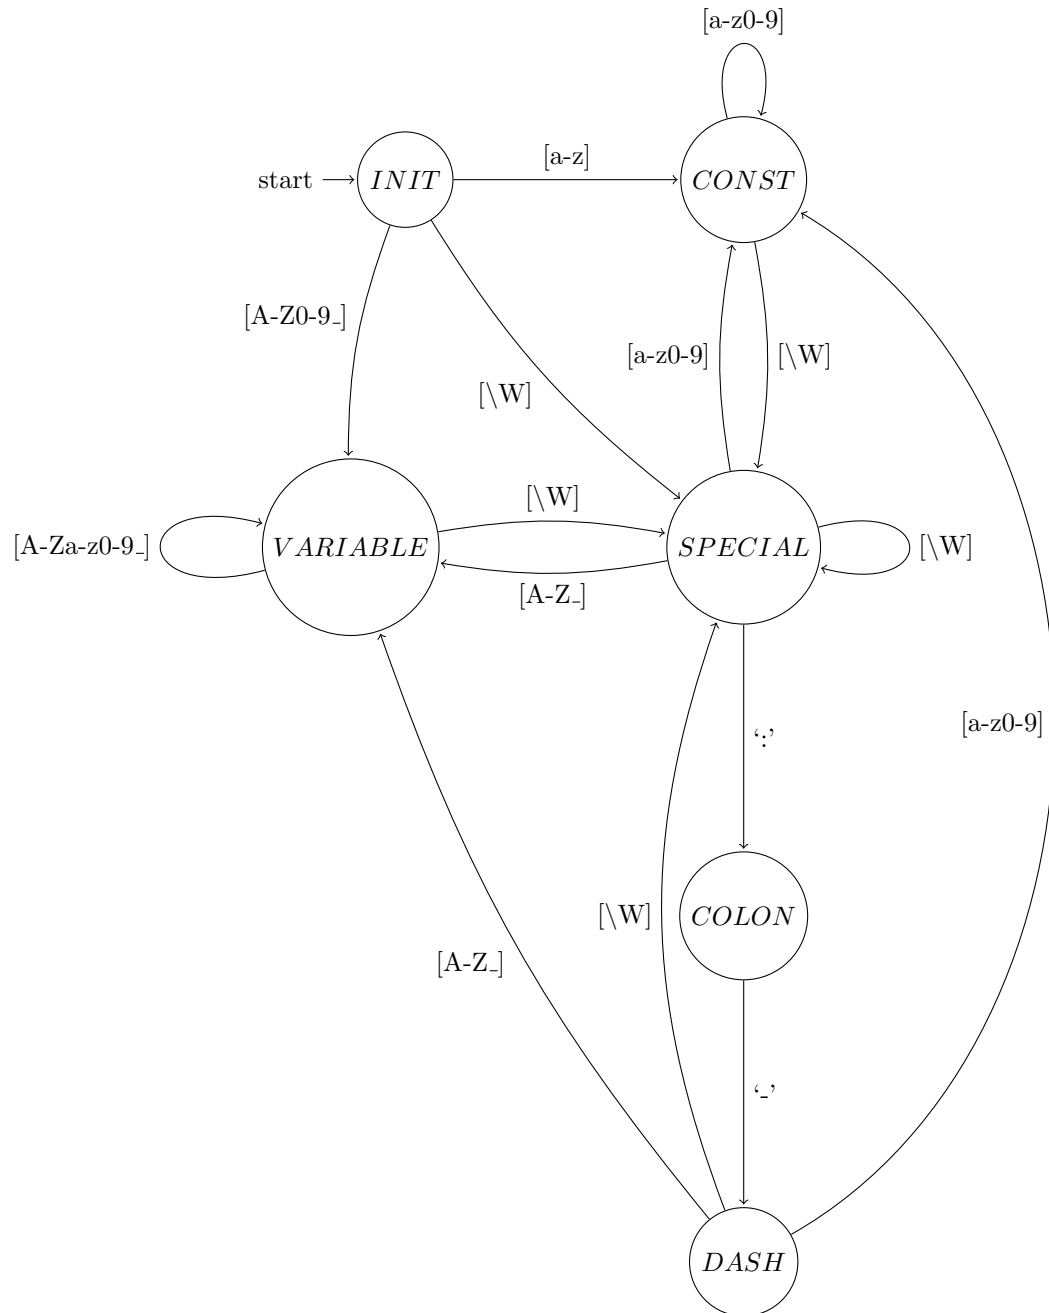 [a-z0-9]
start
INIT
[a-z]
CONST
[A-Z0-9_]
[\W]
[a-z0-9]
[\W]
[A-Za-z0-9_]
VARIABLE
[\W]
[A-Z_]
SPECIAL
[\W]
[a-z0-9]
‘:’
[\W]
COLON
[A-Z_]
‘-’
DASH